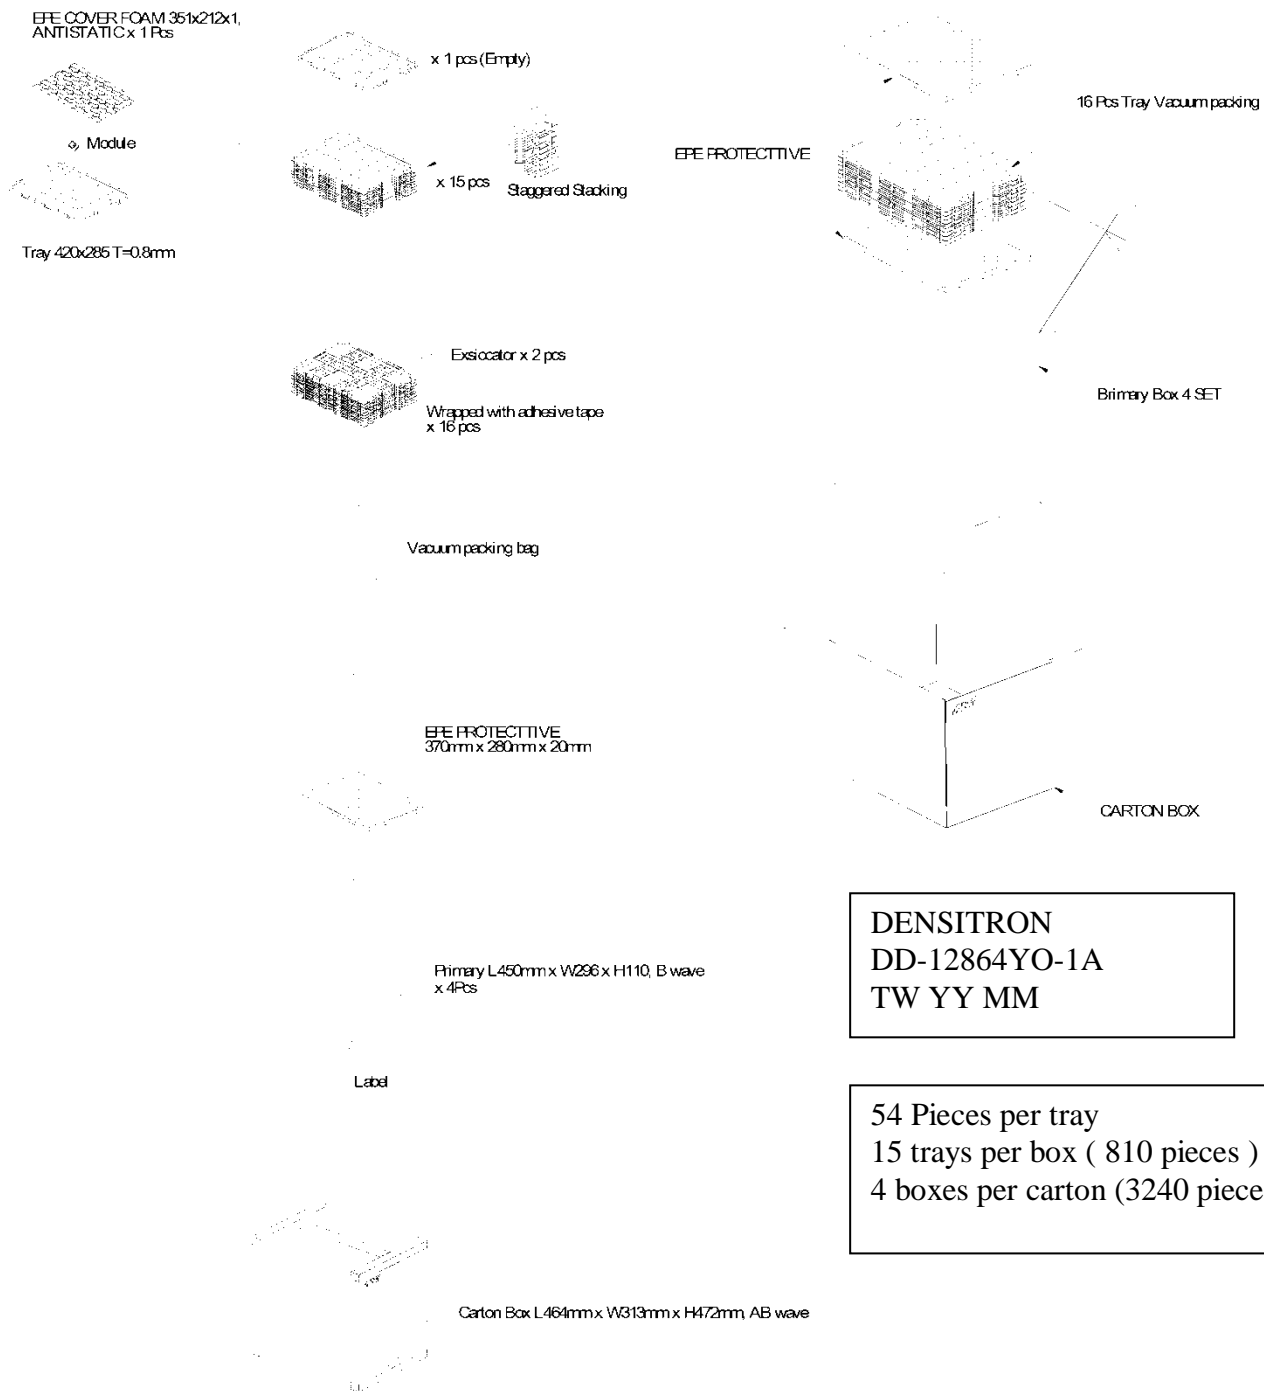 EPE COVER FOAM 351x212x1,
ANTISTATIC x 1 Pcs
Module
Tray 420x285 T=0.8mm
x 1 pcs (Empty)
x 15 pcs
Staggered Stacking
Exsiccator x 2 pcs
Wrapped with adhesive tape
x 16 pcs
Vacuum packing bag
EPE PROTECTTIVE
370mm x 280mm x 20mm
Primary L450mm x W296 x H110, B wave
x 4Pcs
Label
Carton Box L464mm x W313mm x H472mm, AB wave
16 Pcs Tray Vacuum packing
EPE PROTECTTIVE
Brimary Box 4 SET
CARTON BOX
DENSITRON
DD-12864YO-1A
TW YY MM
54 Pieces per tray
15 trays per box ( 810 pieces )
4 boxes per carton (3240 piece